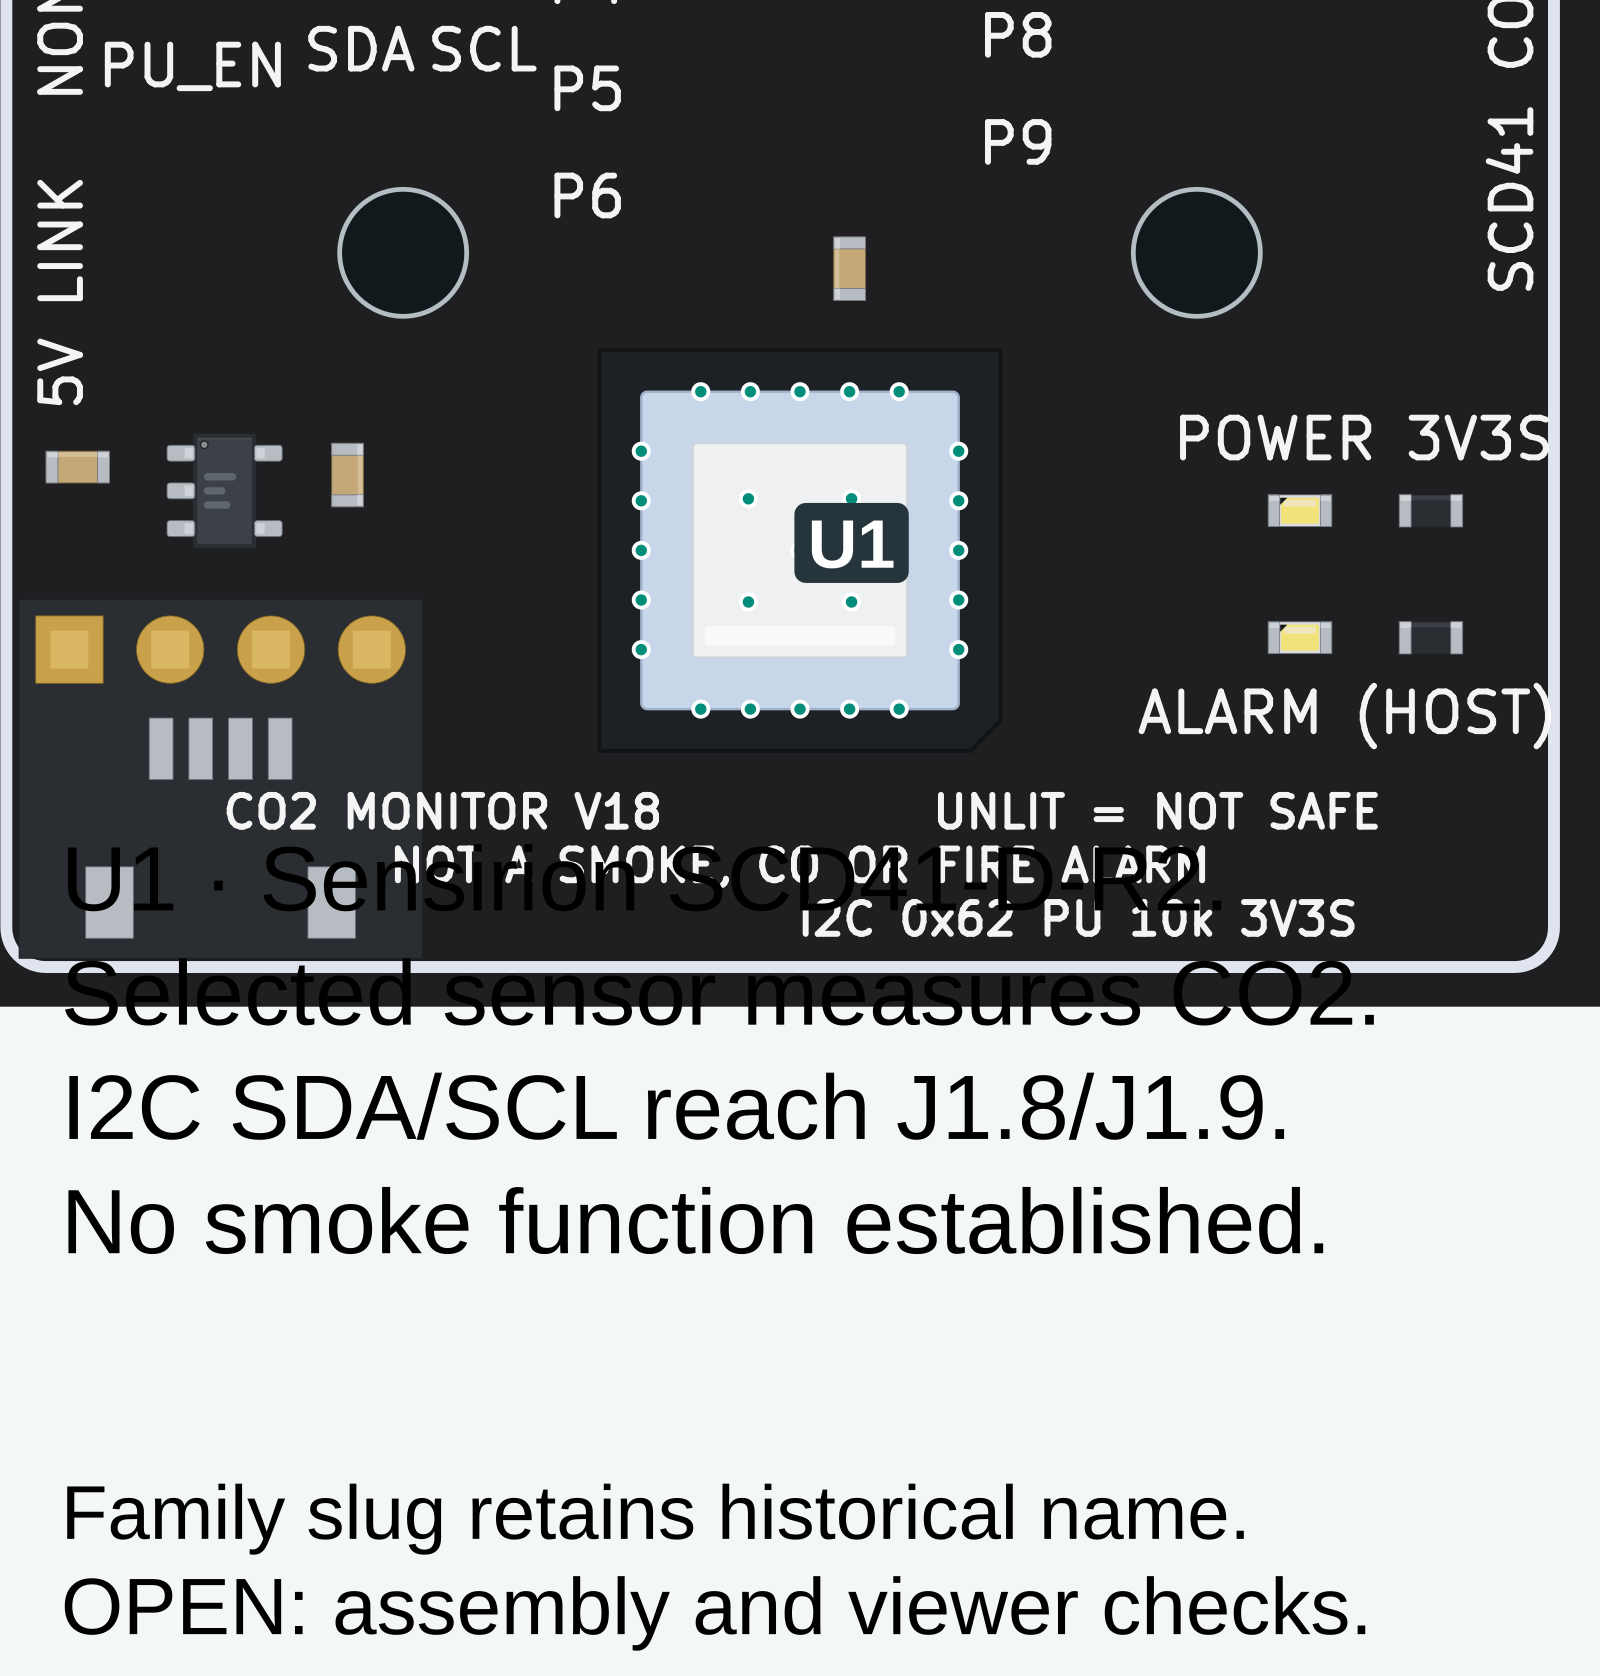 PU_EN SDA SCL
P5
P6
P8
P9
5V LINK
SCD41
U1
POWER 3V3S
ALARM (HOST)
CO2 MONITOR V18
UNLIT = NOT SAFE
NOT A SMOKE, CO OR FIRE ALARM
I2C 0x62 PU 10k 3V3S
U1 · Sensirion SCD41-D-R2.
Selected sensor measures CO2.
I2C SDA/SCL reach J1.8/J1.9.
No smoke function established.
Family slug retains historical name.
OPEN: assembly and viewer checks.